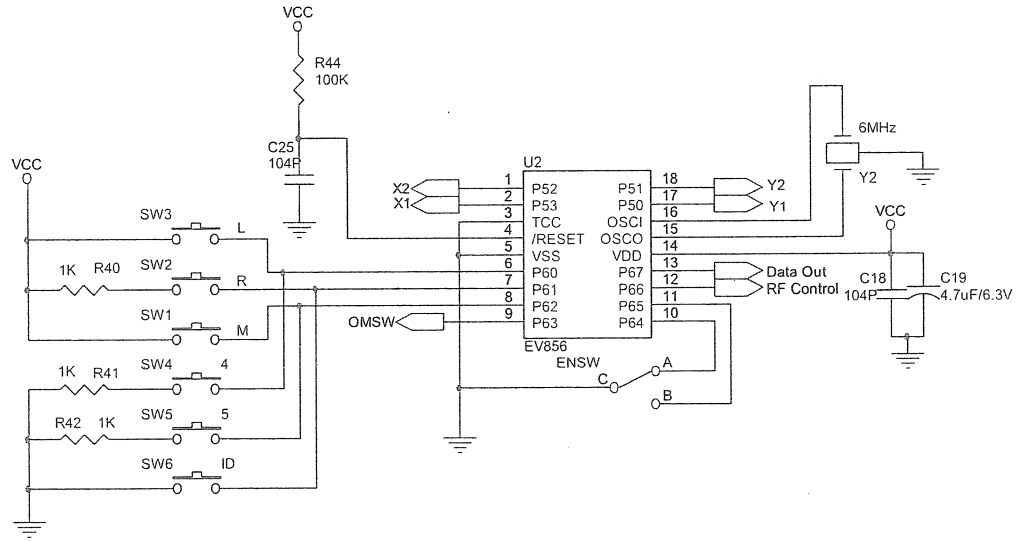 VCC
R44
100K
C25
104P
6MHz
Y2
VCC
SW3
L
1K
R40
SW2
R
SW1
M
1K
R41
SW4
4
R42
1K
SW5
5
SW6
ID
U2
X2
1
P52
X1
2
P53
3
TCC
4
/RESET
5
VSS
6
P60
7
P61
8
P62
OMSW
9
P63
P51
18
Y2
P50
17
Y1
OSCI
16
OSCO
15
VDD
14
P67
13
Data Out
P66
12
RF Control
P65
11
P64
10
EV856
ENSW
C
A
B
VCC
C18
104P
C19
4.7uF/6.3V